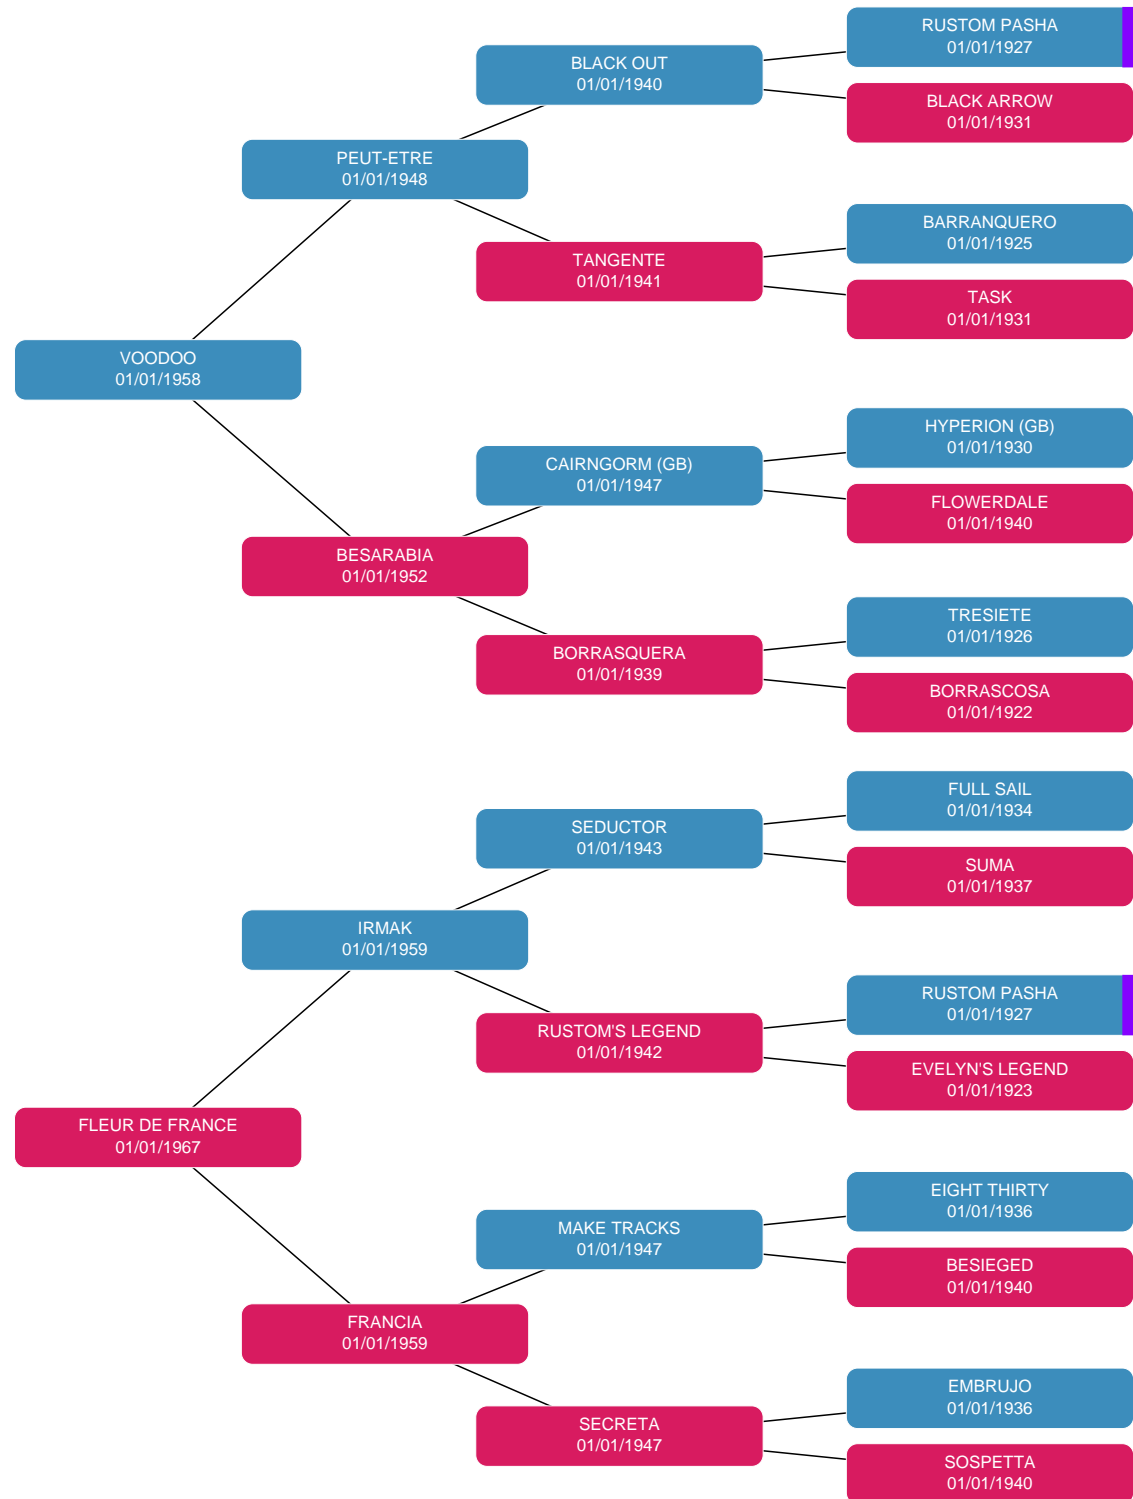 RUSTOM PASHA
01/01/1927
BLACK OUT
01/01/1940
BLACK ARROW
01/01/1931
PEUT-ETRE
01/01/1948
BARRANQUERO
01/01/1925
TANGENTE
01/01/1941
TASK
01/01/1931
VOODOO
01/01/1958
HYPERION (GB)
01/01/1930
CAIRNGORM (GB)
01/01/1947
FLOWERDALE
01/01/1940
BESARABIA
01/01/1952
TRESIETE
01/01/1926
BORRASQUERA
01/01/1939
BORRASCOSA
01/01/1922
FULL SAIL
01/01/1934
SEDUCTOR
01/01/1943
SUMA
01/01/1937
IRMAK
01/01/1959
RUSTOM PASHA
01/01/1927
RUSTOM'S LEGEND
01/01/1942
EVELYN'S LEGEND
01/01/1923
FLEUR DE FRANCE
01/01/1967
EIGHT THIRTY
01/01/1936
MAKE TRACKS
01/01/1947
BESIEGED
01/01/1940
FRANCIA
01/01/1959
EMBRUJO
01/01/1936
SECRETA
01/01/1947
SOSPETTA
01/01/1940